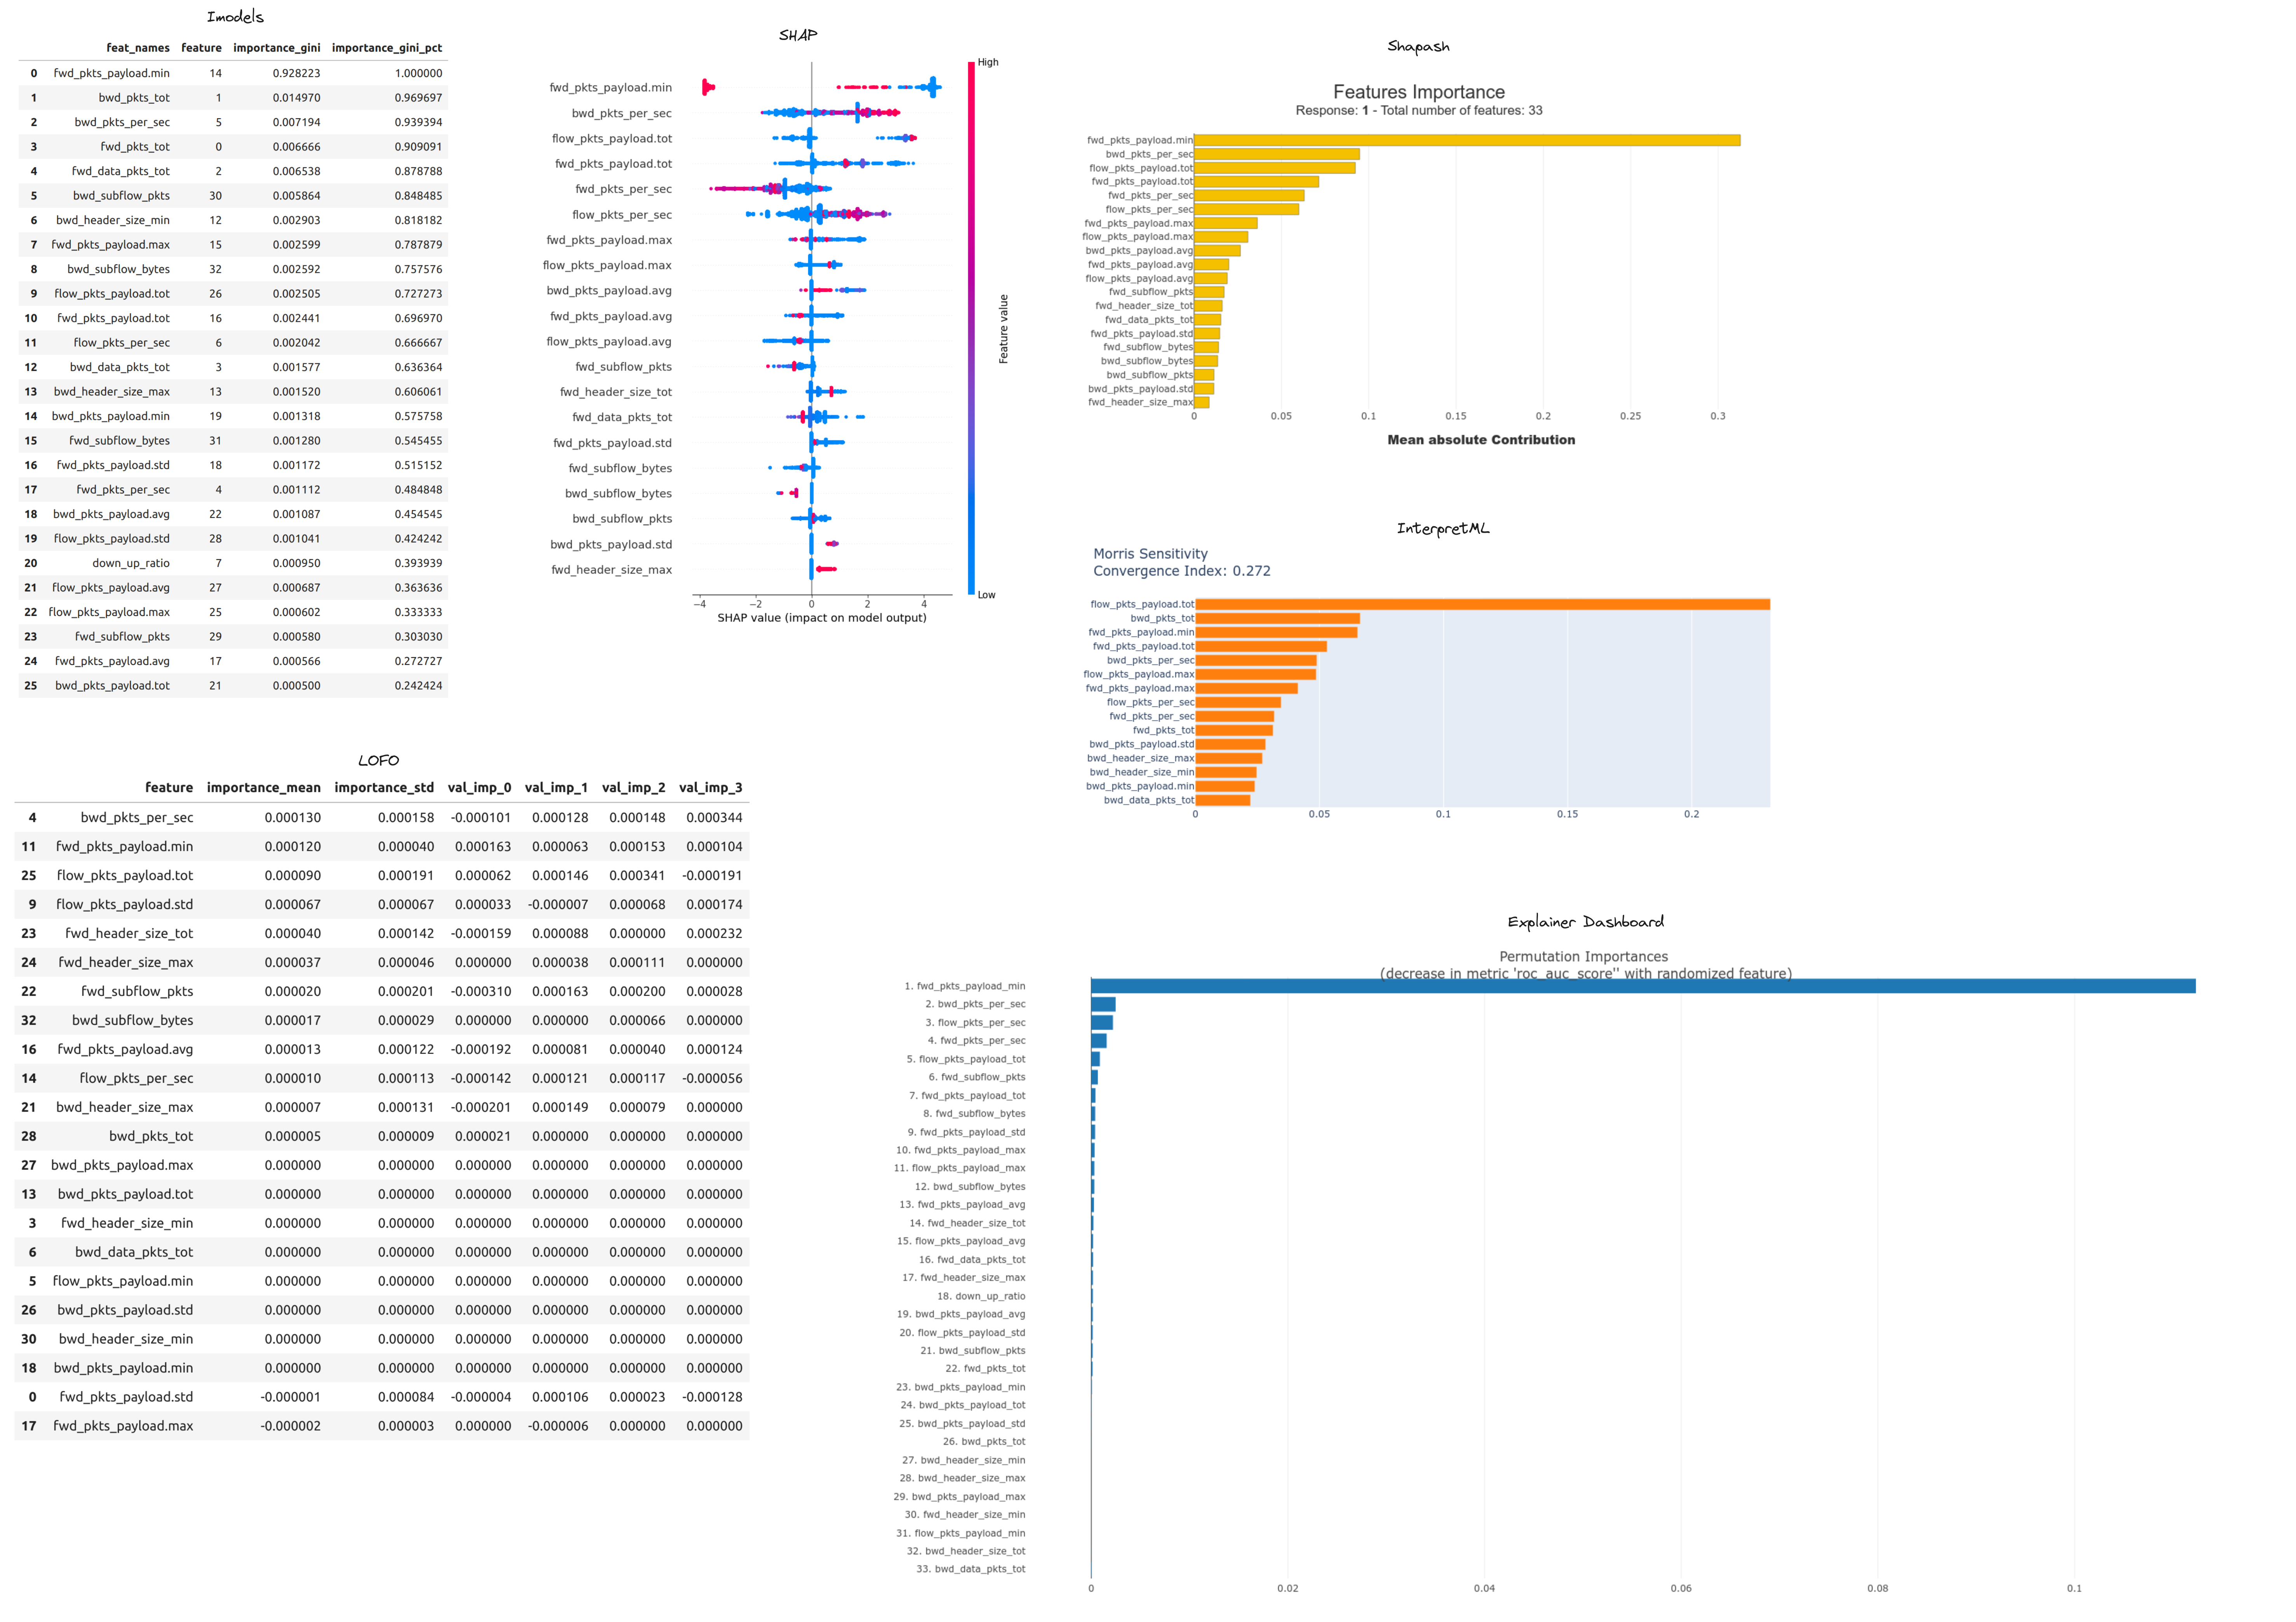 Imodels
feat_names feature importance_gini importance_gini_pct
0 fwd_pkts_payload.min 14 0.928223 1.000000
1 bwd_pkts_tot 1 0.014970 0.969697
2 bwd_pkts_per_sec 5 0.007194 0.939394
3 fwd_pkts_tot 0 0.006666 0.909091
4 fwd_data_pkts_tot 2 0.006538 0.878788
5 bwd_subflow_pkts 30 0.005864 0.848485
6 bwd_header_size_min 12 0.002903 0.818182
7 fwd_pkts_payload.max 15 0.002599 0.787879
8 bwd_subflow_bytes 32 0.002592 0.757576
9 flow_pkts_payload.tot 26 0.002505 0.727273
10 fwd_pkts_payload.tot 16 0.002441 0.696970
11 flow_pkts_per_sec 6 0.002042 0.666667
12 bwd_data_pkts_tot 3 0.001577 0.636364
13 bwd_header_size_max 13 0.001520 0.606061
14 bwd_pkts_payload.min 19 0.001318 0.575758
15 fwd_subflow_bytes 31 0.001280 0.545455
16 fwd_pkts_payload.std 18 0.001172 0.515152
17 fwd_pkts_per_sec 4 0.001112 0.484848
18 bwd_pkts_payload.avg 22 0.001087 0.454545
19 flow_pkts_payload.std 28 0.001041 0.424242
20 down_up_ratio 7 0.000950 0.393939
21 flow_pkts_payload.avg 27 0.000687 0.363636
22 flow_pkts_payload.max 25 0.000602 0.333333
23 fwd_subflow_pkts 29 0.000580 0.303030
24 fwd_pkts_payload.avg 17 0.000566 0.272727
25 bwd_pkts_payload.tot 21 0.000500 0.242424
SHAP
High
fwd_pkts_payload.min
bwd_pkts_per_sec
flow_pkts_payload.tot
fwd_pkts_payload.tot
fwd_pkts_per_sec
flow_pkts_per_sec
fwd_pkts_payload.max
flow_pkts_payload.max
bwd_pkts_payload.avg
fwd_pkts_payload.avg
flow_pkts_payload.avg
fwd_subflow_pkts
fwd_header_size_tot
fwd_data_pkts_tot
fwd_pkts_payload.std
fwd_subflow_bytes
bwd_subflow_bytes
bwd_subflow_pkts
bwd_pkts_payload.std
fwd_header_size_max
Feature value
Low
−4 −2 0 2 4
SHAP value (impact on model output)
Shapash
Features Importance
Response: 1 - Total number of features: 33
fwd_pkts_payload.min
bwd_pkts_per_sec
flow_pkts_payload.tot
fwd_pkts_payload.tot
fwd_pkts_per_sec
flow_pkts_per_sec
fwd_pkts_payload.max
flow_pkts_payload.max
bwd_pkts_payload.avg
fwd_pkts_payload.avg
flow_pkts_payload.avg
fwd_subflow_pkts
fwd_header_size_tot
fwd_data_pkts_tot
fwd_pkts_payload.std
fwd_subflow_bytes
bwd_subflow_bytes
bwd_subflow_pkts
bwd_pkts_payload.std
fwd_header_size_max
0 0.05 0.1 0.15 0.2 0.25 0.3
Mean absolute Contribution
InterpretML
Morris Sensitivity
Convergence Index: 0.272
flow_pkts_payload.tot
bwd_pkts_tot
fwd_pkts_payload.min
fwd_pkts_payload.tot
bwd_pkts_per_sec
flow_pkts_payload.max
fwd_pkts_payload.max
flow_pkts_per_sec
fwd_pkts_per_sec
fwd_pkts_tot
bwd_pkts_payload.std
bwd_header_size_max
bwd_header_size_min
bwd_pkts_payload.min
bwd_data_pkts_tot
0 0.05 0.1 0.15 0.2
LOFO
feature importance_mean importance_std val_imp_0 val_imp_1 val_imp_2 val_imp_3
4 bwd_pkts_per_sec 0.000130 0.000158 -0.000101 0.000128 0.000148 0.000344
11 fwd_pkts_payload.min 0.000120 0.000040 0.000163 0.000063 0.000153 0.000104
25 flow_pkts_payload.tot 0.000090 0.000191 0.000062 0.000146 0.000341 -0.000191
9 flow_pkts_payload.std 0.000067 0.000067 0.000033 -0.000007 0.000068 0.000174
23 fwd_header_size_tot 0.000040 0.000142 -0.000159 0.000088 0.000000 0.000232
24 fwd_header_size_max 0.000037 0.000046 0.000000 0.000038 0.000111 0.000000
22 fwd_subflow_pkts 0.000020 0.000201 -0.000310 0.000163 0.000200 0.000028
32 bwd_subflow_bytes 0.000017 0.000029 0.000000 0.000000 0.000066 0.000000
16 fwd_pkts_payload.avg 0.000013 0.000122 -0.000192 0.000081 0.000040 0.000124
14 flow_pkts_per_sec 0.000010 0.000113 -0.000142 0.000121 0.000117 -0.000056
21 bwd_header_size_max 0.000007 0.000131 -0.000201 0.000149 0.000079 0.000000
28 bwd_pkts_tot 0.000005 0.000009 0.000021 0.000000 0.000000 0.000000
27 bwd_pkts_payload.max 0.000000 0.000000 0.000000 0.000000 0.000000 0.000000
13 bwd_pkts_payload.tot 0.000000 0.000000 0.000000 0.000000 0.000000 0.000000
3 fwd_header_size_min 0.000000 0.000000 0.000000 0.000000 0.000000 0.000000
6 bwd_data_pkts_tot 0.000000 0.000000 0.000000 0.000000 0.000000 0.000000
5 flow_pkts_payload.min 0.000000 0.000000 0.000000 0.000000 0.000000 0.000000
26 bwd_pkts_payload.std 0.000000 0.000000 0.000000 0.000000 0.000000 0.000000
30 bwd_header_size_min 0.000000 0.000000 0.000000 0.000000 0.000000 0.000000
18 bwd_pkts_payload.min 0.000000 0.000000 0.000000 0.000000 0.000000 0.000000
0 fwd_pkts_payload.std -0.000001 0.000084 -0.000004 0.000106 0.000023 -0.000128
17 fwd_pkts_payload.max -0.000002 0.000003 0.000000 -0.000006 0.000000 0.000000
Explainer Dashboard
Permutation Importances
(decrease in metric 'roc_auc_score'' with randomized feature)
1. fwd_pkts_payload_min
2. bwd_pkts_per_sec
3. flow_pkts_per_sec
4. fwd_pkts_per_sec
5. flow_pkts_payload_tot
6. fwd_subflow_pkts
7. fwd_pkts_payload_tot
8. fwd_subflow_bytes
9. fwd_pkts_payload_std
10. fwd_pkts_payload_max
11. flow_pkts_payload_max
12. bwd_subflow_bytes
13. fwd_pkts_payload_avg
14. fwd_header_size_tot
15. flow_pkts_payload_avg
16. fwd_data_pkts_tot
17. fwd_header_size_max
18. down_up_ratio
19. bwd_pkts_payload_avg
20. flow_pkts_payload_std
21. bwd_subflow_pkts
22. fwd_pkts_tot
23. bwd_pkts_payload_min
24. bwd_pkts_payload_tot
25. bwd_pkts_payload_std
26. bwd_pkts_tot
27. bwd_header_size_min
28. bwd_header_size_max
29. bwd_pkts_payload_max
30. fwd_header_size_min
31. flow_pkts_payload_min
32. bwd_header_size_tot
33. bwd_data_pkts_tot
0 0.02 0.04 0.06 0.08 0.1